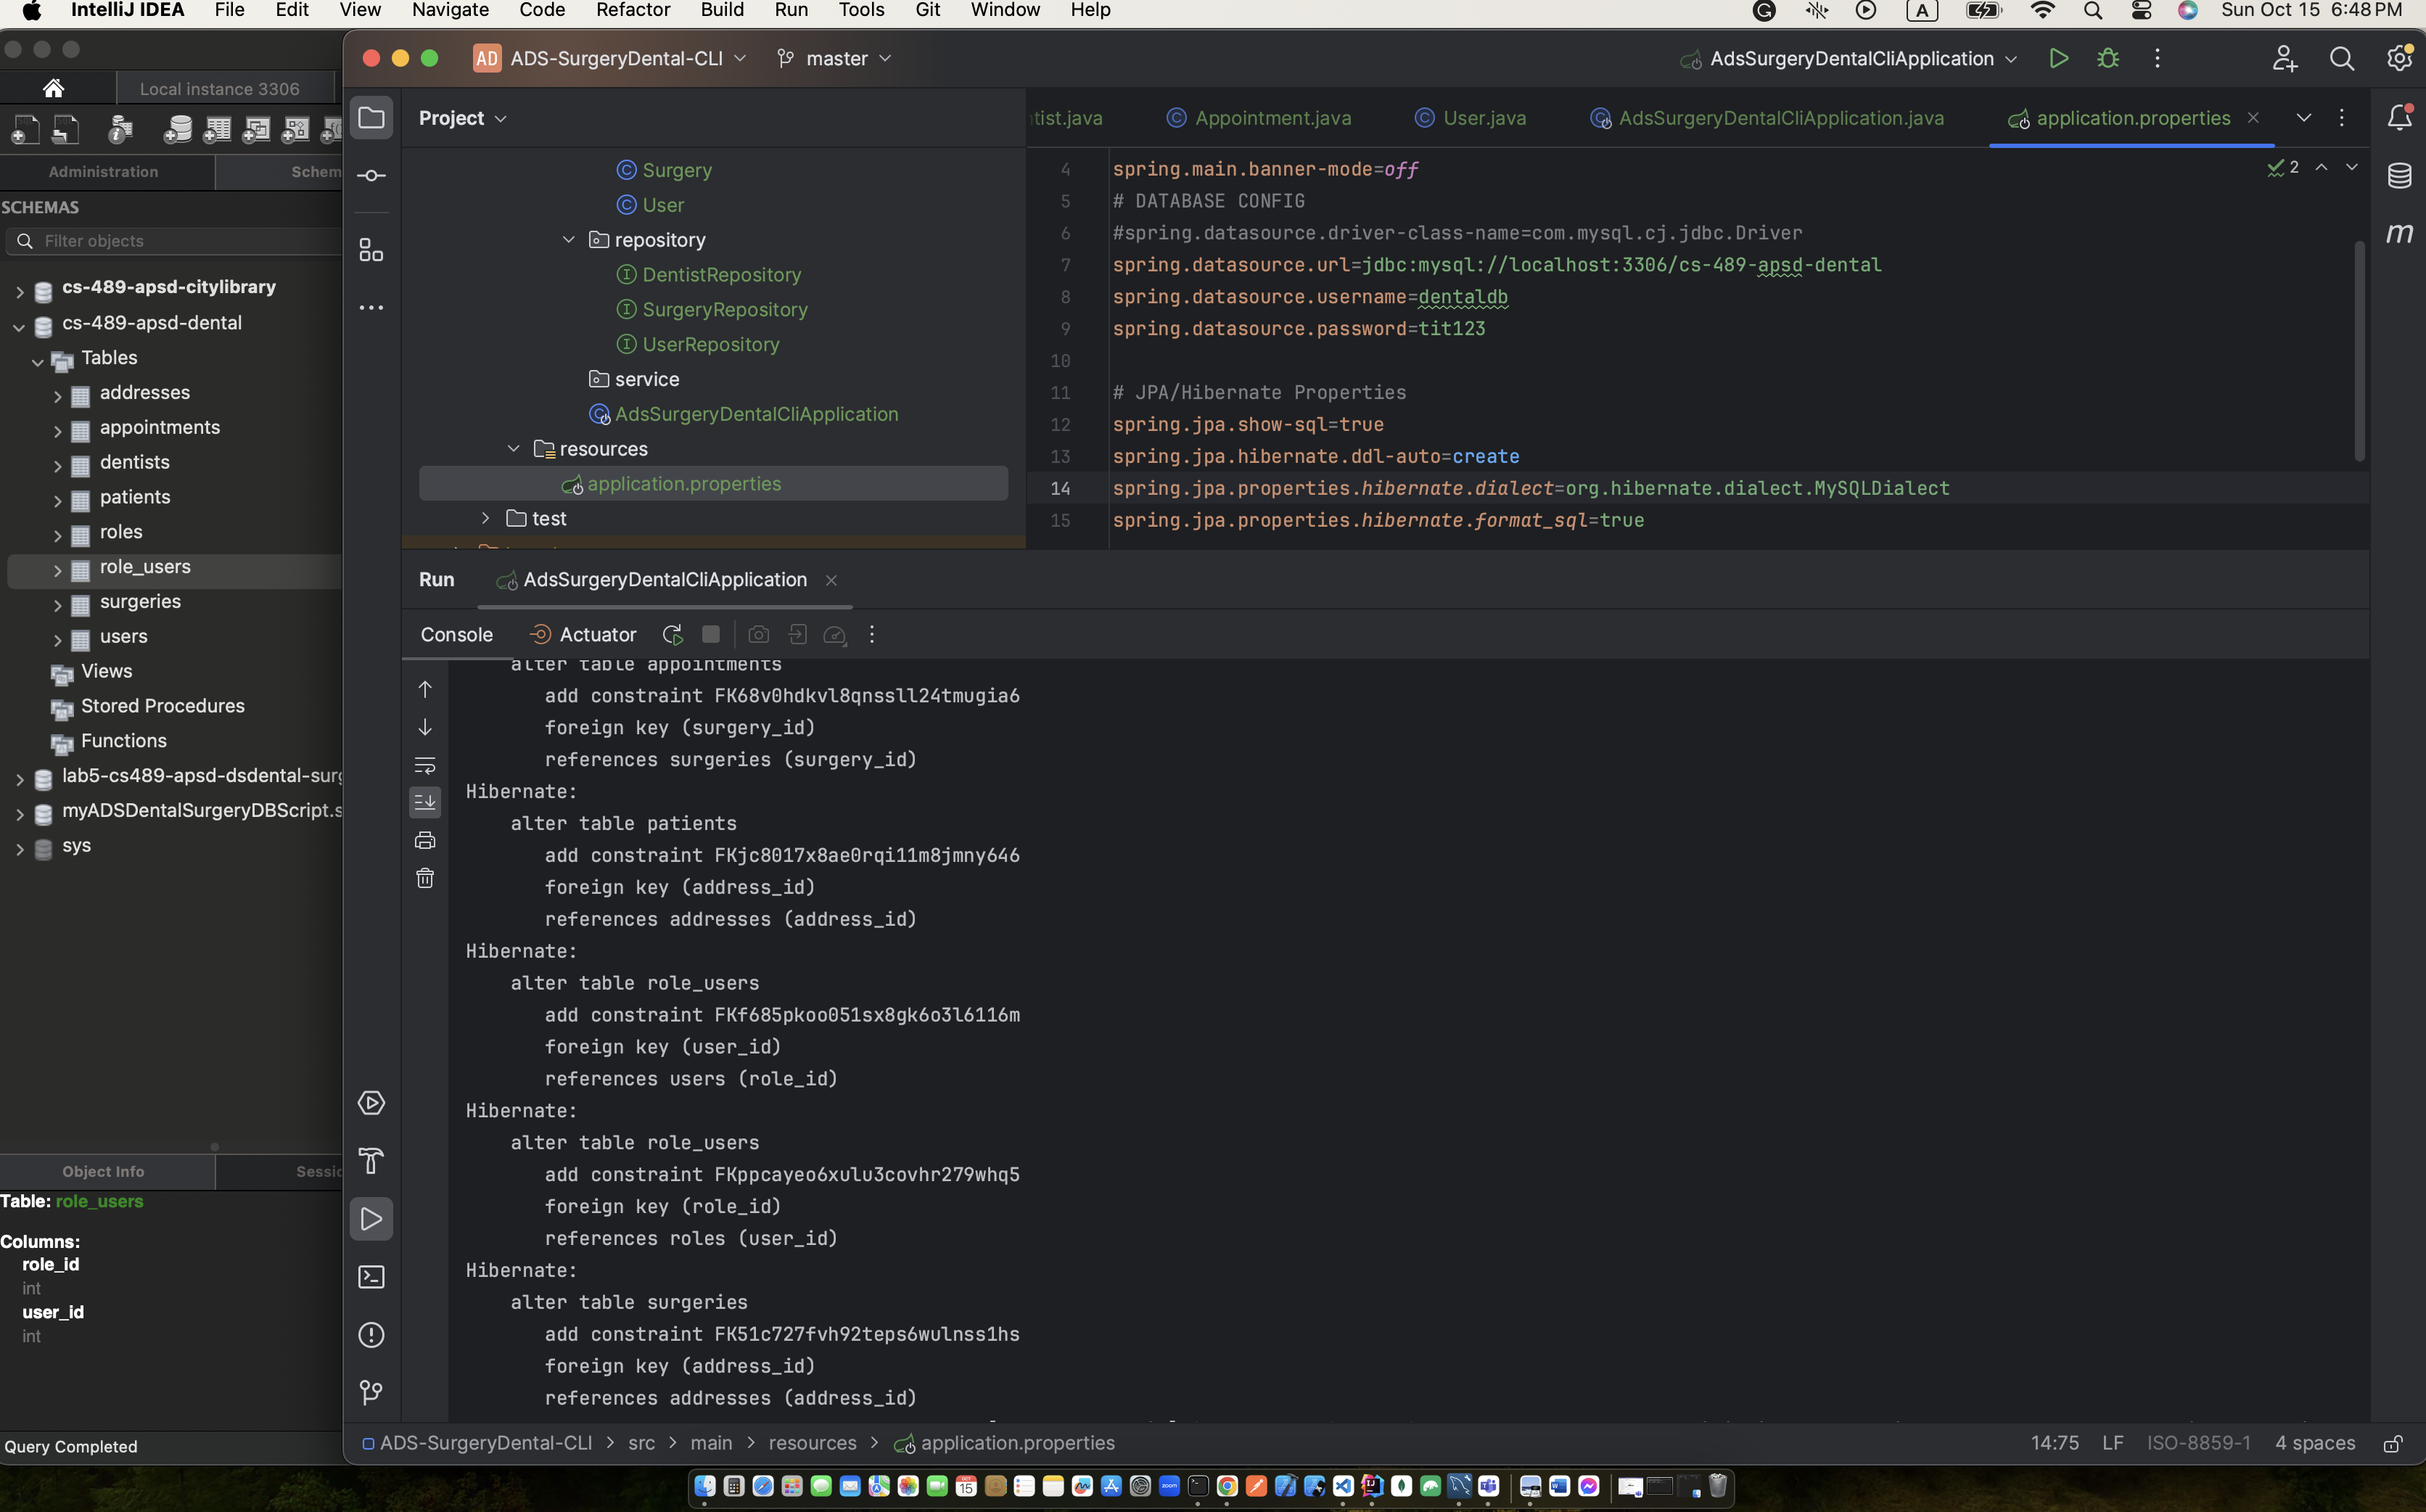 IntelliJ IDEA File Edit View Navigate Code Refactor Build Run Tools Git Window Help A Sun Oct 15 6:48 PM
Local instance 3306
Administration Schem
SCHEMAS
Filter objects
cs-489-apsd-citylibrary
cs-489-apsd-dental
Tables
addresses
appointments
dentists
patients
roles
role_users
surgeries
users
Views
Stored Procedures
Functions
lab5-cs489-apsd-dsdental-surg
myADSDentalSurgeryDBScript.s
sys
Object Info Sessio
Table: role_users
Columns:
role_id
int
user_id
int
Query Completed
AD ADS-SurgeryDental-CLI master AdsSurgeryDentalCliApplication
Project
Surgery
User
repository
DentistRepository
SurgeryRepository
UserRepository
service
AdsSurgeryDentalCliApplication
resources
application.properties
test
tist.java Appointment.java User.java AdsSurgeryDentalCliApplication.java application.properties
2
4 spring.main.banner-mode=off
5 # DATABASE CONFIG
6 #spring.datasource.driver-class-name=com.mysql.cj.jdbc.Driver
7 spring.datasource.url=jdbc:mysql://localhost:3306/cs-489-apsd-dental
8 spring.datasource.username=dentaldb
9 spring.datasource.password=tit123
10
11 # JPA/Hibernate Properties
12 spring.jpa.show-sql=true
13 spring.jpa.hibernate.ddl-auto=create
14 spring.jpa.properties.hibernate.dialect=org.hibernate.dialect.MySQLDialect
15 spring.jpa.properties.hibernate.format_sql=true
m
Run AdsSurgeryDentalCliApplication
Console Actuator
alter table appointments
add constraint FK68v0hdkvl8qnssll24tmugia6
foreign key (surgery_id)
references surgeries (surgery_id)
Hibernate:
alter table patients
add constraint FKjc8017x8ae0rqi11m8jmny646
foreign key (address_id)
references addresses (address_id)
Hibernate:
alter table role_users
add constraint FKf685pkoo051sx8gk6o3l6116m
foreign key (user_id)
references users (role_id)
Hibernate:
alter table role_users
add constraint FKppcayeo6xulu3covhr279whq5
foreign key (role_id)
references roles (user_id)
Hibernate:
alter table surgeries
add constraint FK51c727fvh92teps6wulnss1hs
foreign key (address_id)
references addresses (address_id)
ADS-SurgeryDental-CLI > src > main > resources > application.properties 14:75 LF ISO-8859-1 4 spaces